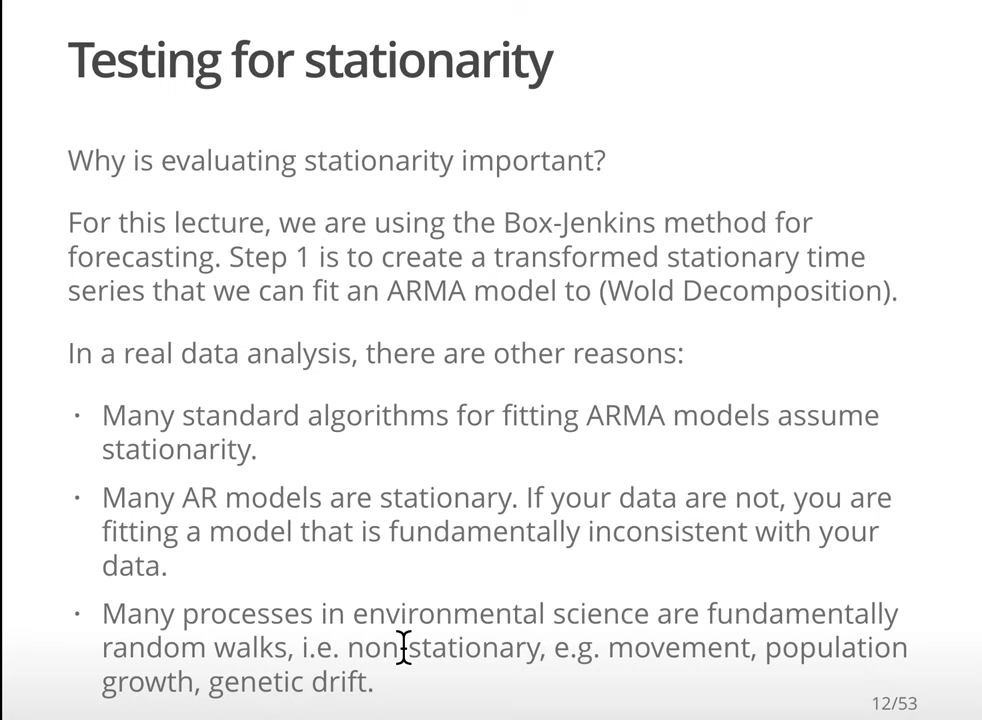 Testing for stationarity
Why is evaluating stationarity important?
For this lecture, we are using the Box-Jenkins method for
forecasting. Step 1 is to create a transformed stationary time
series that we can fit an ARMA model to (Wold Decomposition).
In a real data analysis, there are other reasons:
· Many standard algorithms for fitting ARMA models assume
stationarity.
· Many AR models are stationary. If your data are not, you are
fitting a model that is fundamentally inconsistent with your
data.
· Many processes in environmental science are fundamentally
random walks, i.e. non-stationary, e.g. movement, population
growth, genetic drift.
12/53